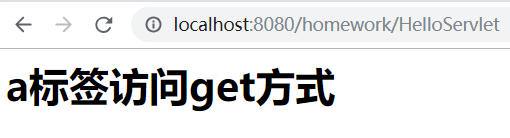 localhost:8080/homework/HelloServlet
a标签访问get方式